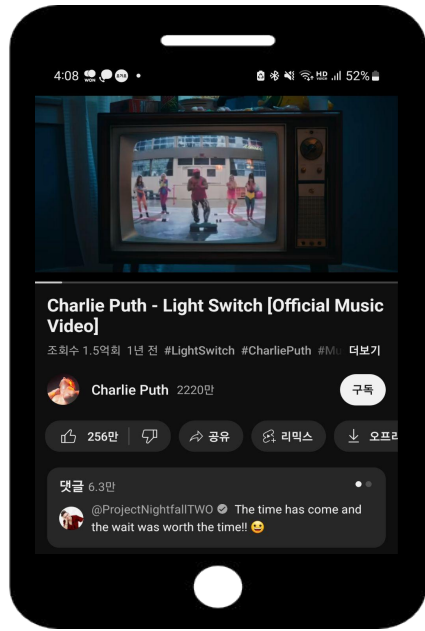 4:08 WON HD 52%
Charlie Puth - Light Switch [Official Music
Video]
조회수 1.5억회 1년 전 #LightSwitch #CharliePuth #Mu 더보기
Charlie Puth 2220만 구독
256만 공유 리믹스 오프라
댓글 6.3만
@ProjectNightfallTWO The time has come and
the wait was worth the time!! 😆